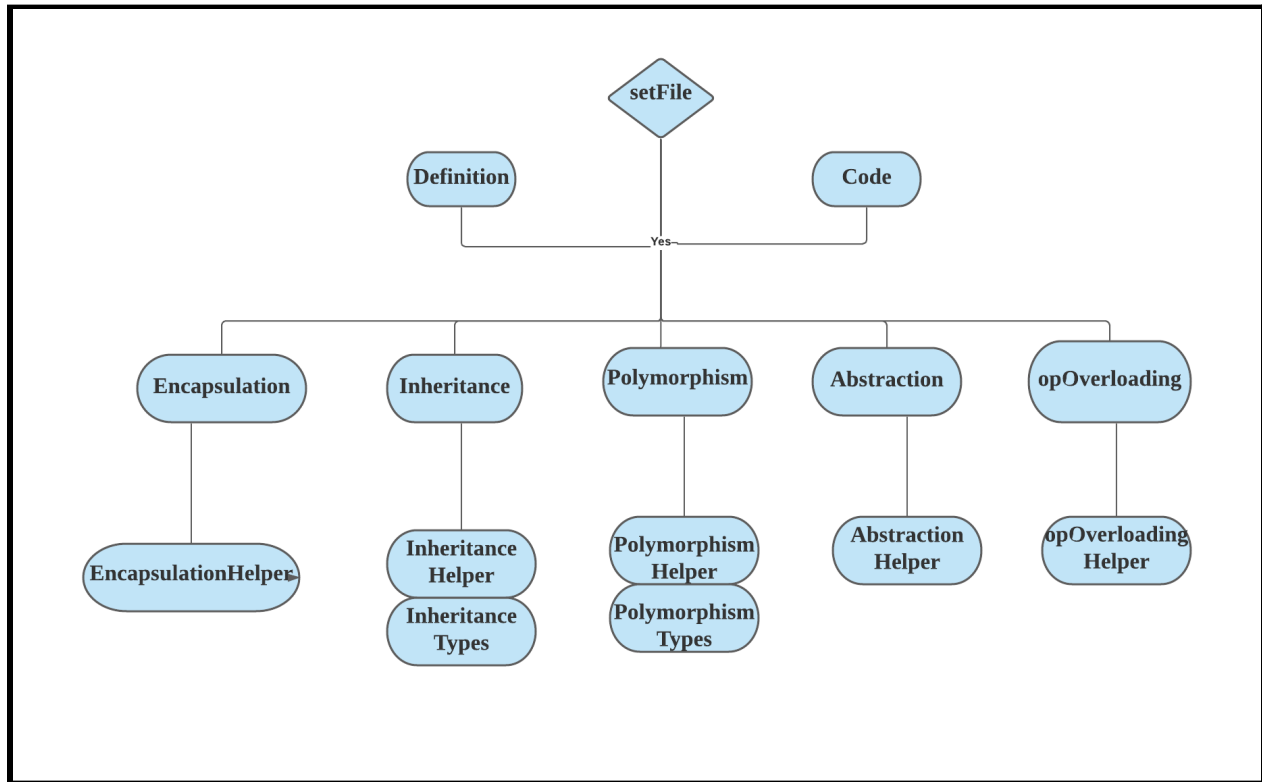 setFile
Definition
Code
Yes
Encapsulation
Inheritance
Polymorphism
Abstraction
opOverloading
EncapsulationHelper
Inheritance
Helper
Inheritance
Types
Polymorphism
Helper
Polymorphism
Types
Abstraction
Helper
opOverloading
Helper